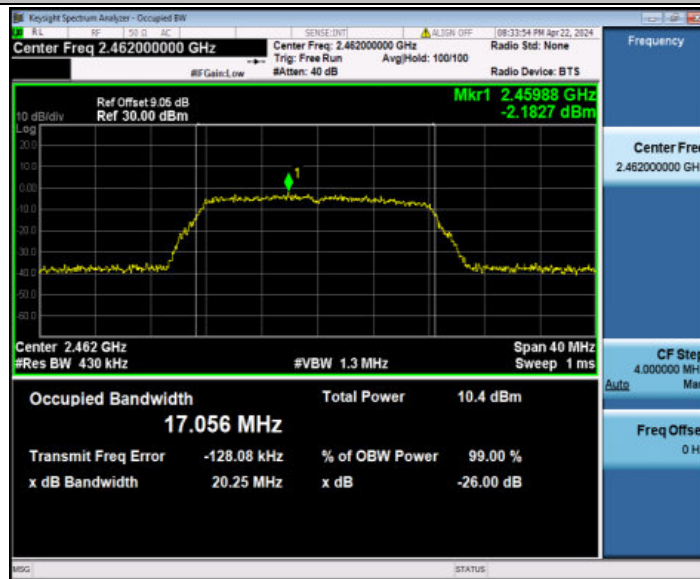 Keysight Spectrum Analyzer - Occupied BW
RL RF 50 Ω AC SENSE:INT ALIGN OFF 08:33:54 PM Apr 22, 2024
Center Freq 2.462000000 GHz
Center Freq: 2.462000000 GHz
Radio Std: None
Trig: Free Run Avg|Hold: 100/100
#IFGain:Low #Atten: 40 dB Radio Device: BTS
Frequency
Ref Offset 9.05 dB
10 dB/div Ref 30.00 dBm
Mkr1 2.45988 GHz
-2.1827 dBm
Log
20.0
10.0
0.00
-10.0
-20.0
-30.0
-40.0
-50.0
-60.0
1
Center Fre
2.462000000 GH
Center 2.462 GHz Span 40 MHz
#Res BW 430 kHz #VBW 1.3 MHz Sweep 1 ms
CF Step
4.000000 MH
Auto Ma
Occupied Bandwidth Total Power 10.4 dBm
17.056 MHz
Transmit Freq Error -128.08 kHz % of OBW Power 99.00 %
x dB Bandwidth 20.25 MHz x dB -26.00 dB
Freq Offse
0 H
MSG STATUS